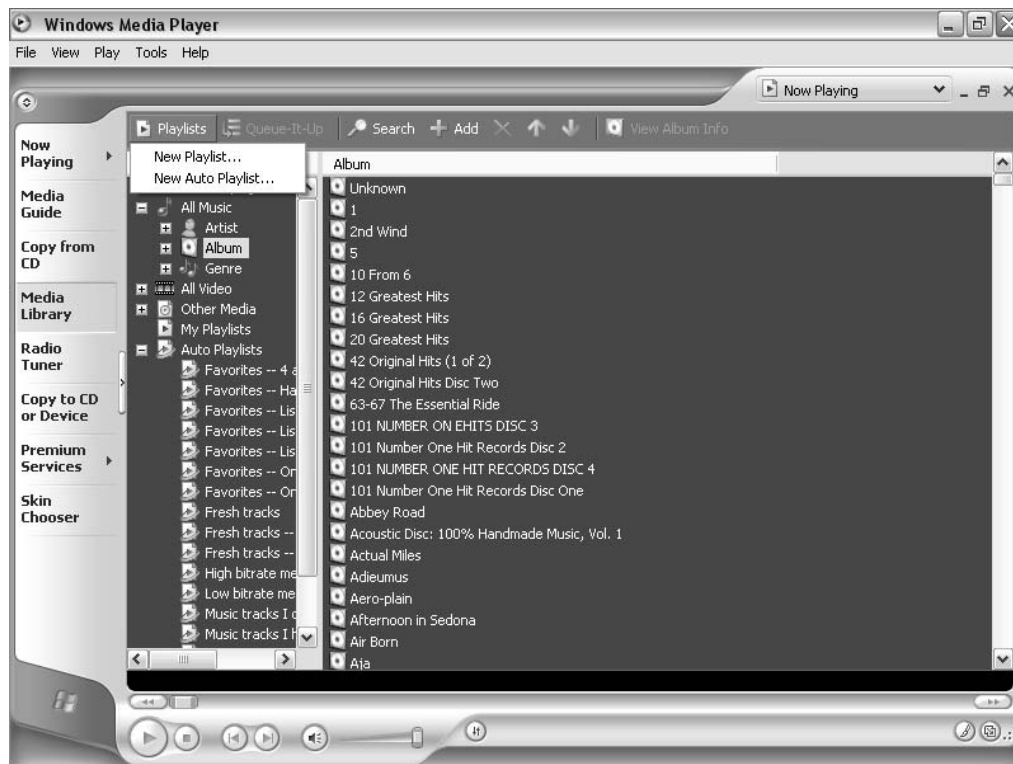 Windows Media Player
File View Play Tools Help
Now Playing
Playlists Queue-It-Up Search Add View Album Info
New Playlist...
New Auto Playlist...
Now
Playing
Media
Guide
Copy from
CD
Media
Library
Radio
Tuner
Copy to CD
or Device
Premium
Services
Skin
Chooser
All Music
Artist
Album
Genre
All Video
Other Media
My Playlists
Auto Playlists
Favorites -- 4
Favorites -- Ha
Favorites -- Lis
Favorites -- Lis
Favorites -- Lis
Favorites -- On
Favorites -- On
Fresh tracks
Fresh tracks --
Fresh tracks --
High bitrate me
Low bitrate me
Music tracks I
Music tracks I
Album
Unknown
1
2nd Wind
5
10 From 6
12 Greatest Hits
16 Greatest Hits
20 Greatest Hits
42 Original Hits (1 of 2)
42 Original Hits Disc Two
63-67 The Essential Ride
101 NUMBER ON EHITS DISC 3
101 Number One Hit Records Disc 2
101 NUMBER ONE HIT RECORDS DISC 4
101 Number One Hit Records Disc One
Abbey Road
Acoustic Disc: 100% Handmade Music, Vol. 1
Actual Miles
Adieumus
Aero-plain
Afternoon in Sedona
Air Born
Aja